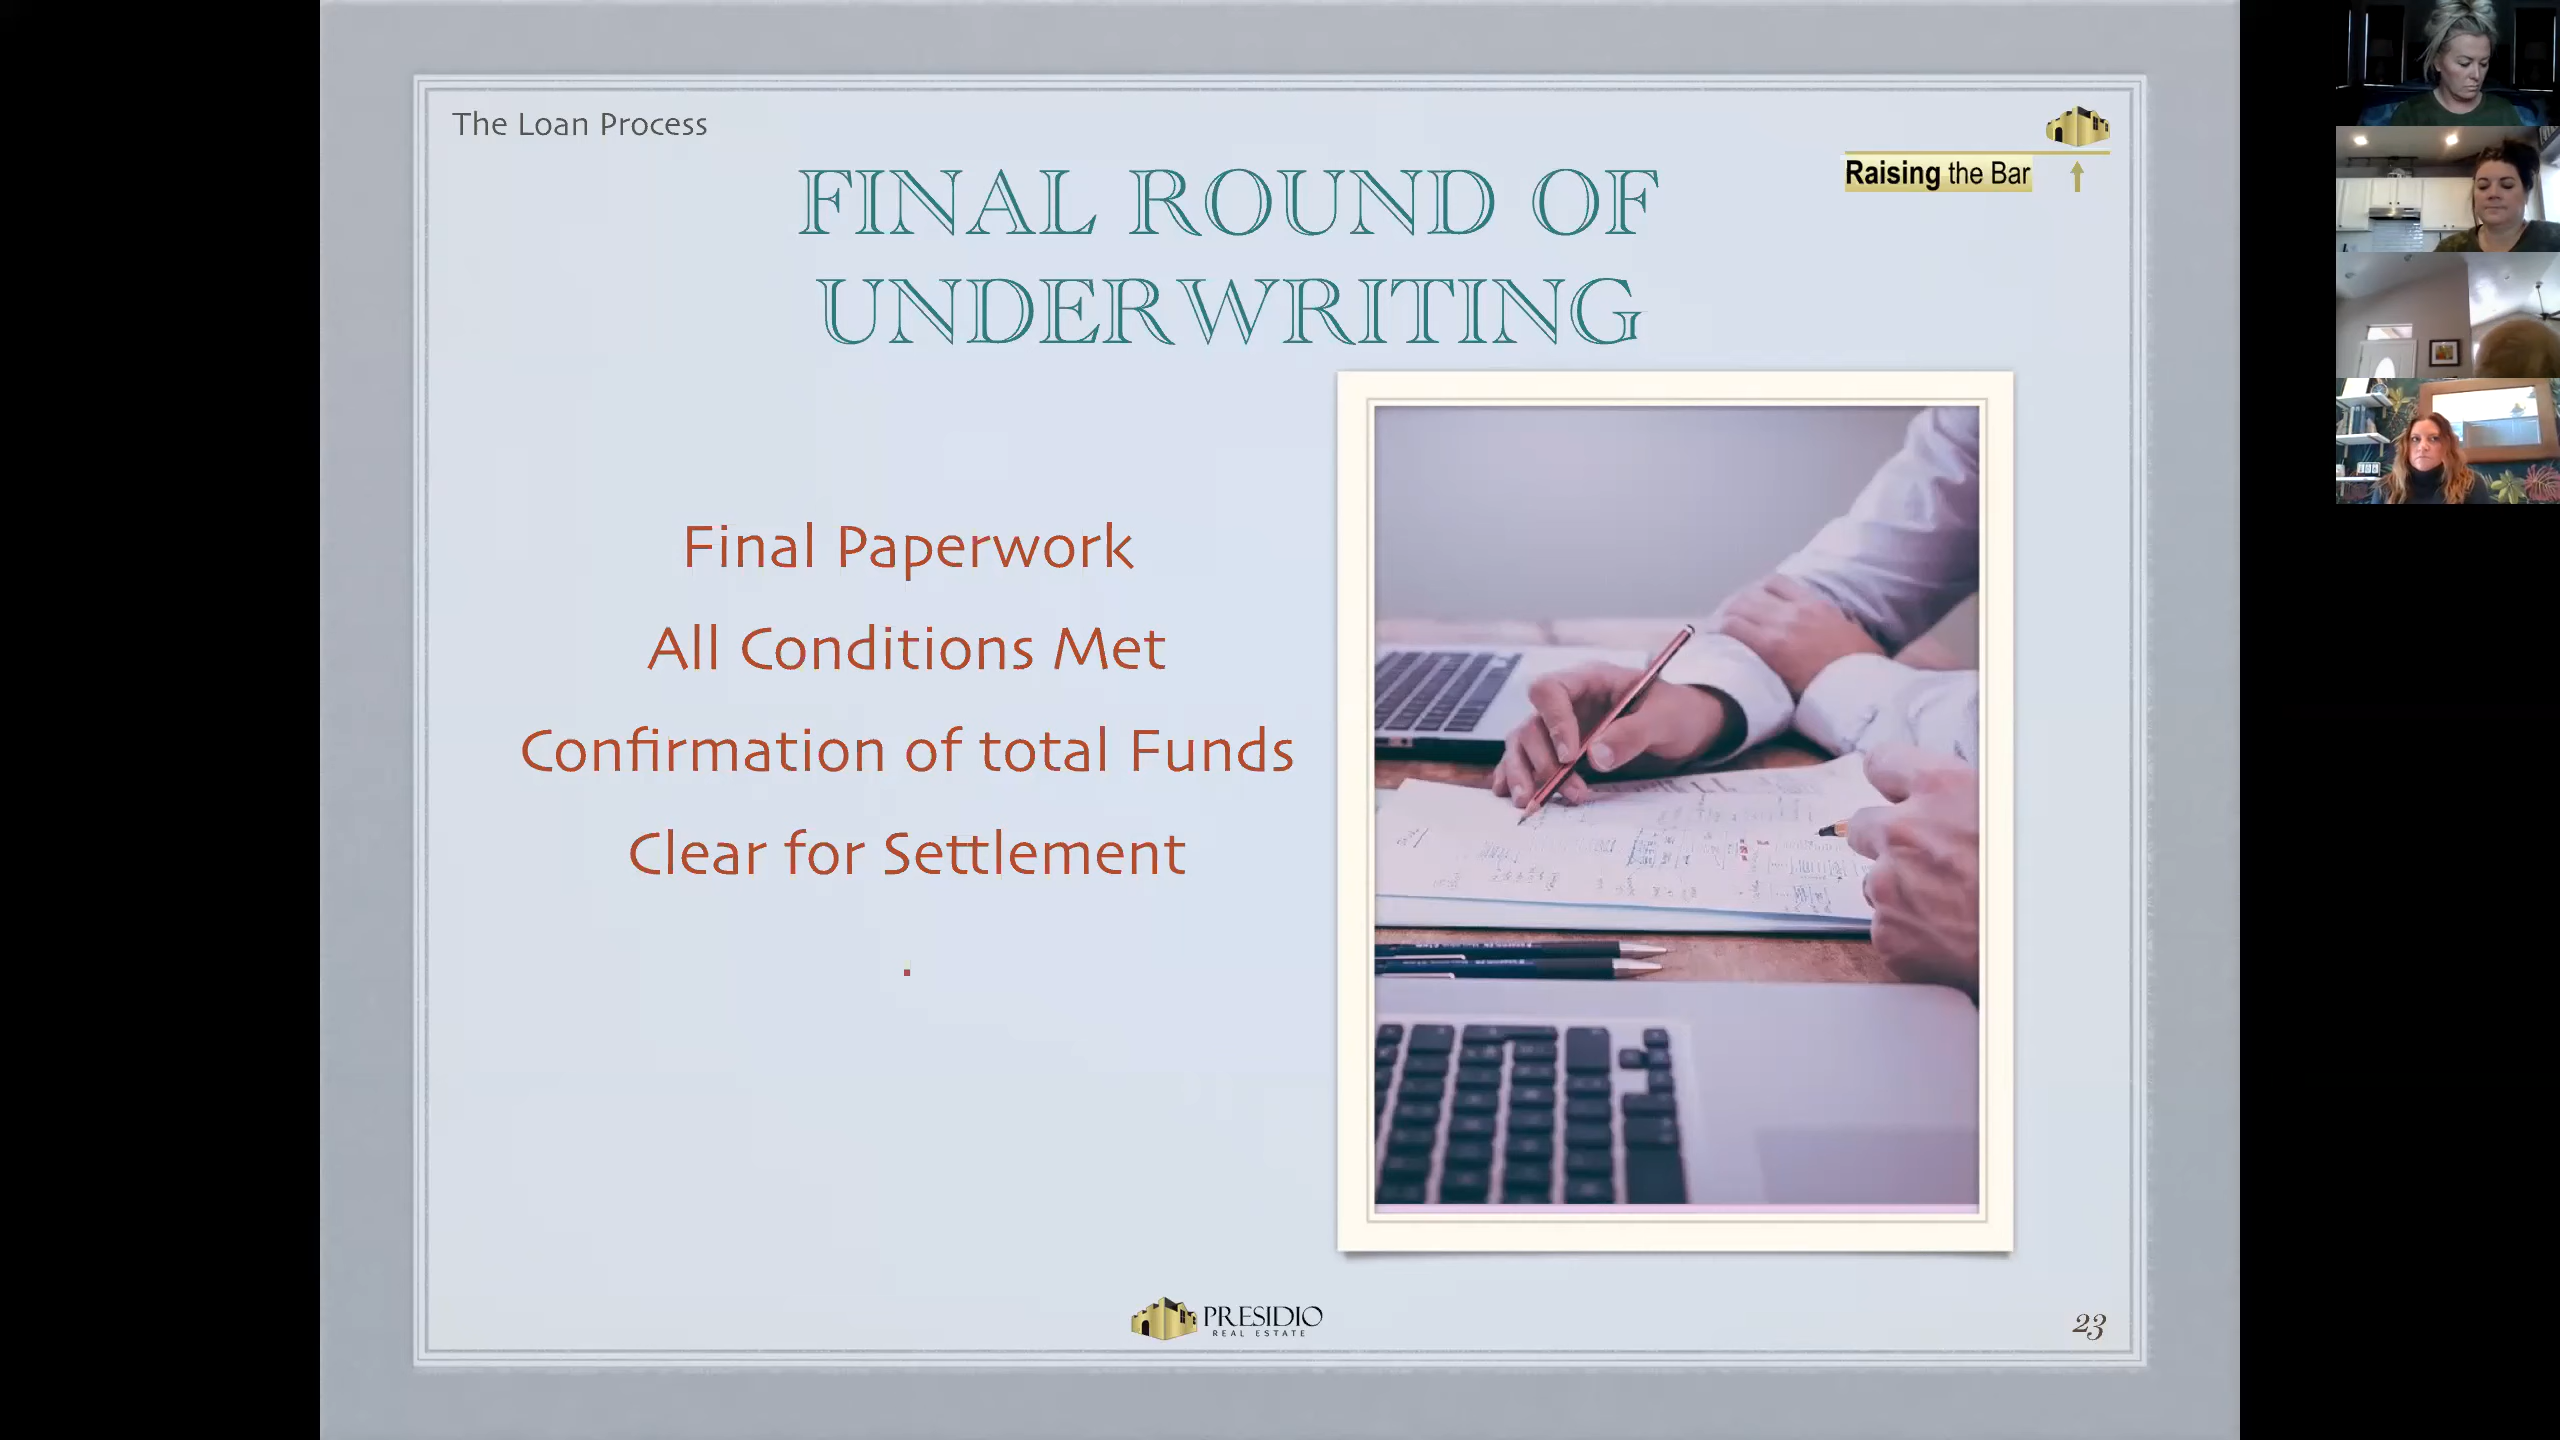 The Loan Process
Raising the Bar
FINAL ROUND OF
UNDERWRITING
Final Paperwork
All Conditions Met
Confirmation of total Funds
Clear for Settlement
.
PRESIDIO
REAL ESTATE
23